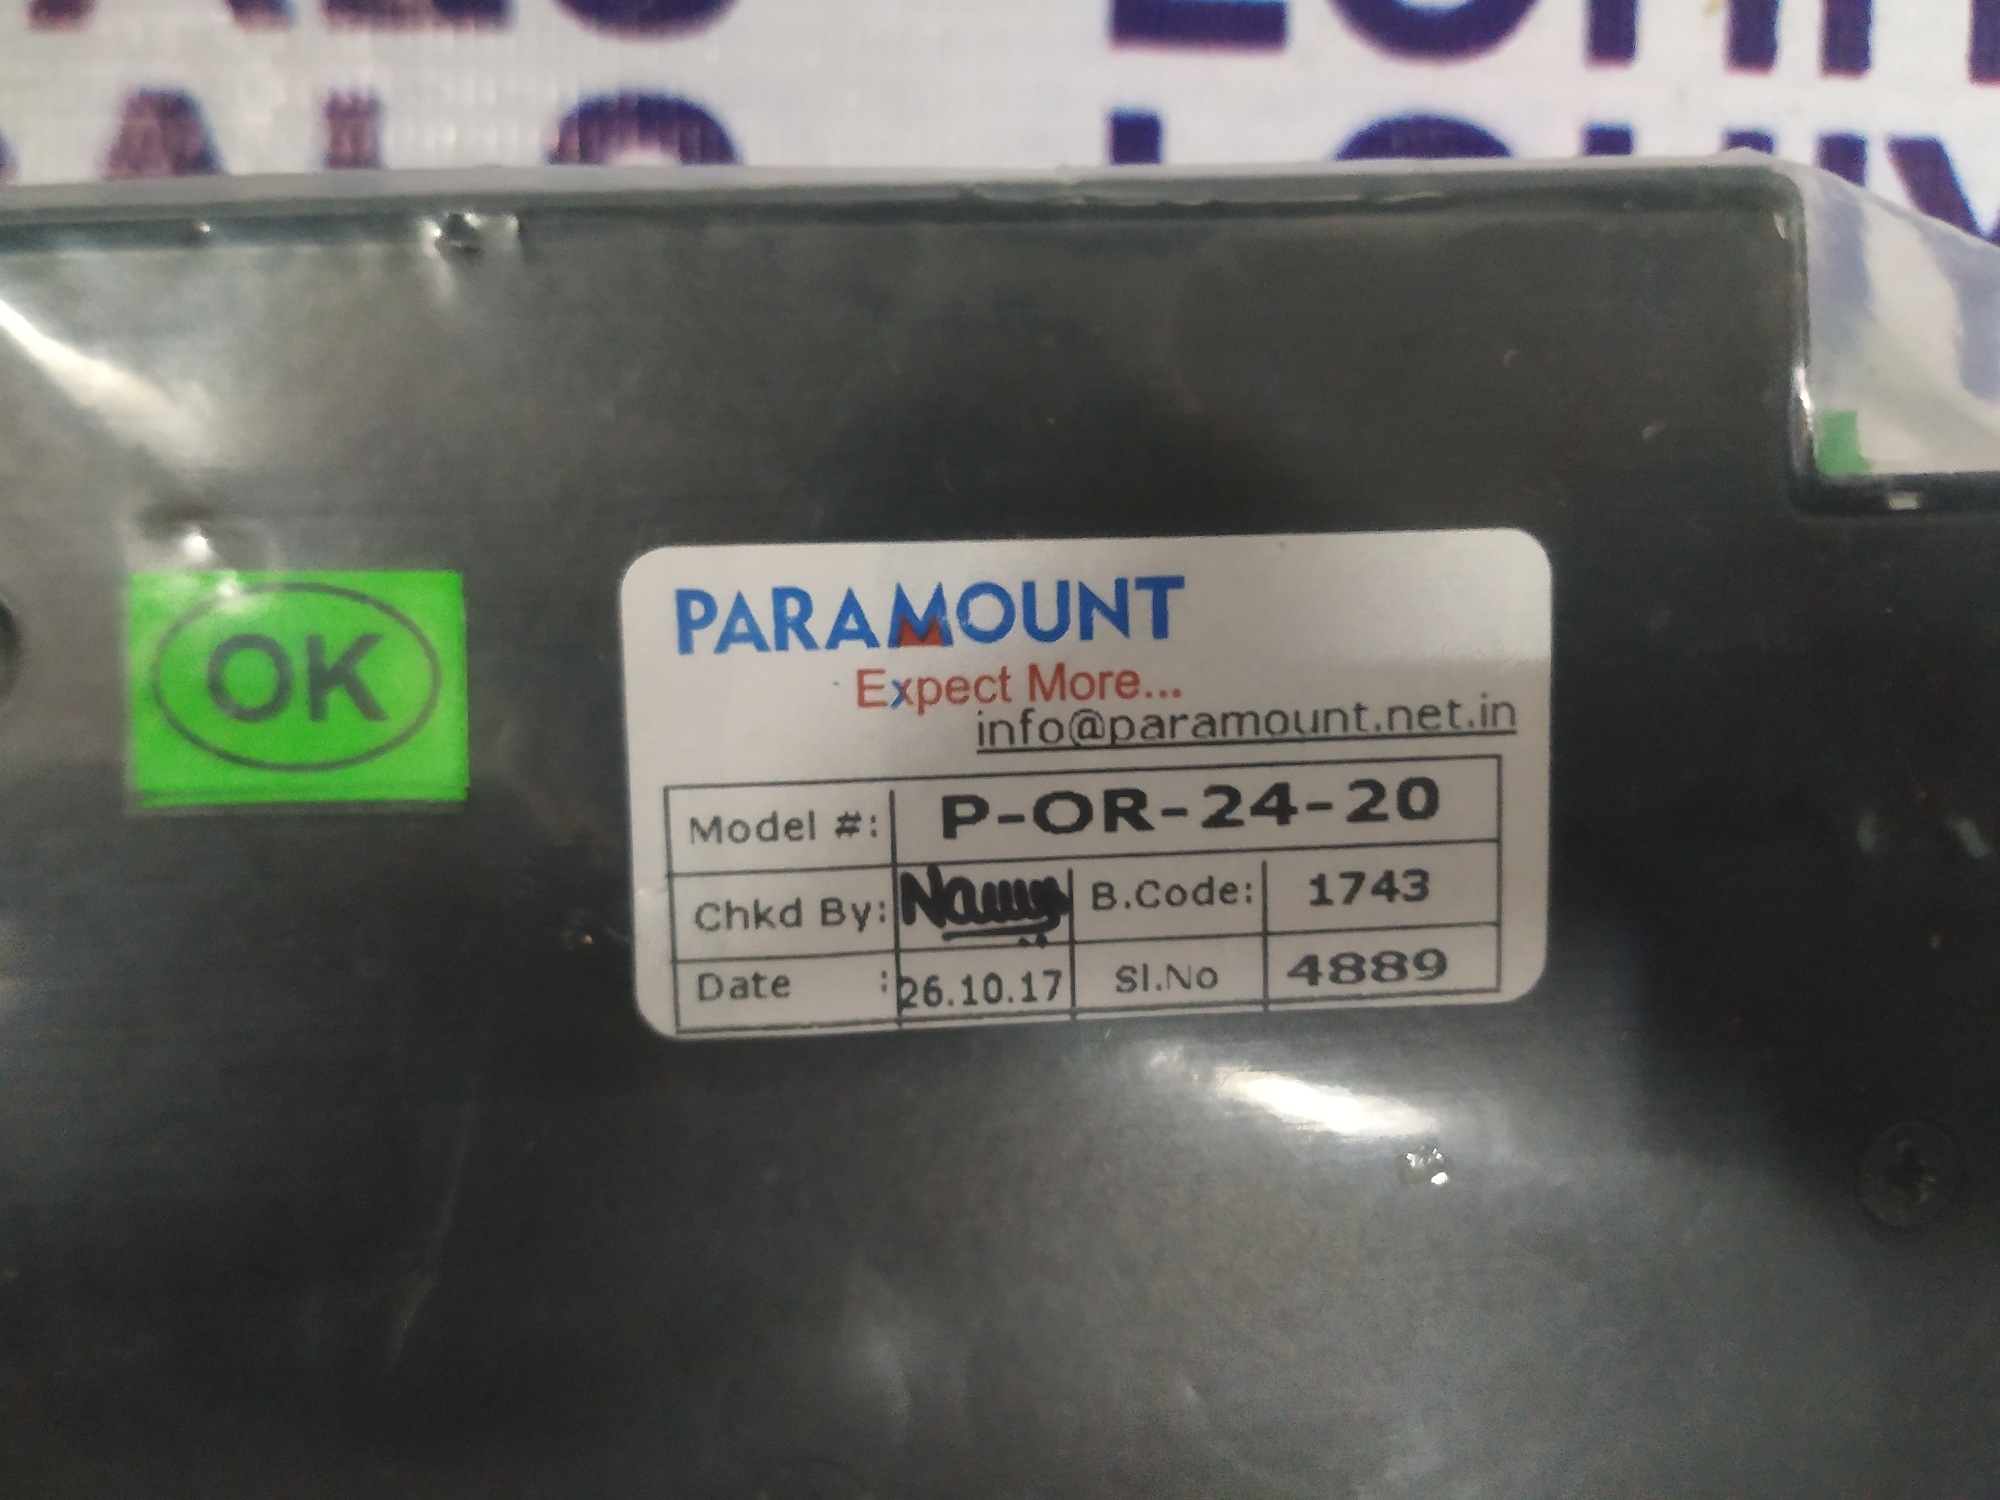 OK
PARAMOUNT
Expect More...
info@paramount.net.in
Model #: P-OR-24-20
Chkd By: B.Code: 1743
Date : 26.10.17 Sl.No 4889